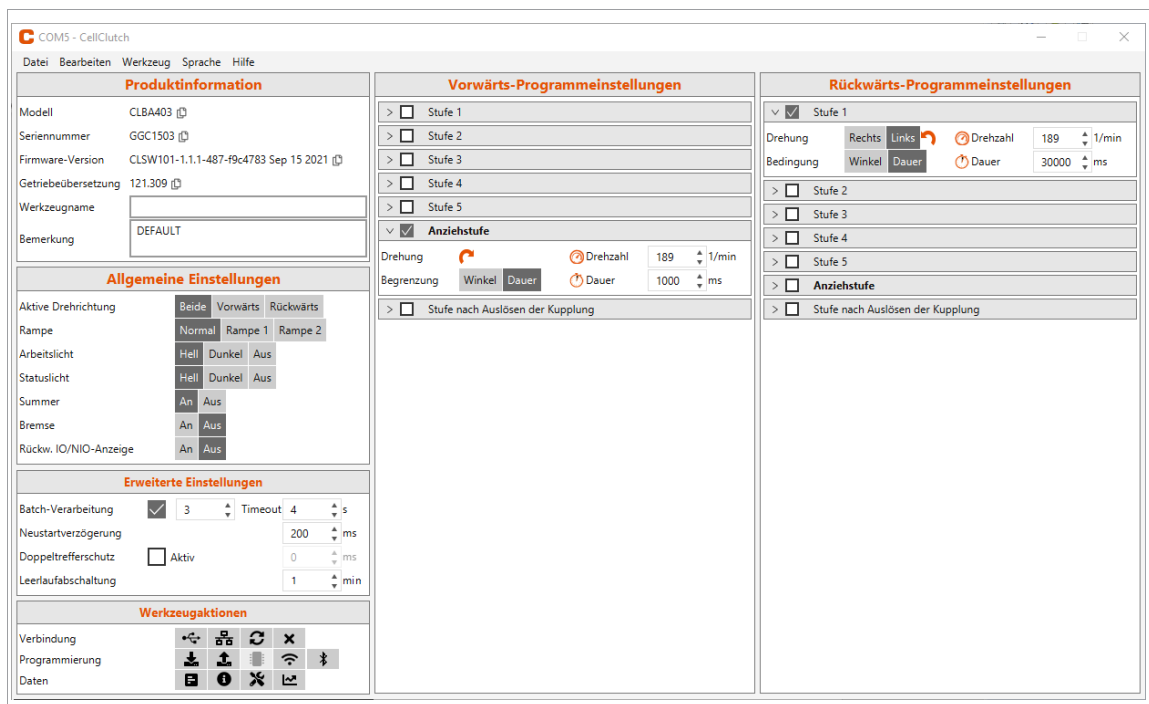 COM5 - CellClutch
Datei Bearbeiten Werkzeug Sprache Hilfe
Produktinformation
Modell CLBA403
Seriennummer GGC1503
Firmware-Version CLSW101-1.1.1-487-f9c4783 Sep 15 2021
Getriebeübersetzung 121.309
Werkzeugname
Bemerkung DEFAULT
Allgemeine Einstellungen
Aktive Drehrichtung Beide Vorwärts Rückwärts
Rampe Normal Rampe 1 Rampe 2
Arbeitslicht Hell Dunkel Aus
Statuslicht Hell Dunkel Aus
Summer An Aus
Bremse An Aus
Rückw. IO/NIO-Anzeige An Aus
Erweiterte Einstellungen
Batch-Verarbeitung 3 Timeout 4 s
Neustartverzögerung 200 ms
Doppeltrefferschutz Aktiv 0 ms
Leerlaufabschaltung 1 min
Werkzeugaktionen
Verbindung
Programmierung
Daten
Vorwärts-Programmeinstellungen
Stufe 1
Stufe 2
Stufe 3
Stufe 4
Stufe 5
Anziehstufe
Drehung Drehzahl 189 1/min
Begrenzung Winkel Dauer Dauer 1000 ms
Stufe nach Auslösen der Kupplung
Rückwärts-Programmeinstellungen
Stufe 1
Drehung Rechts Links Drehzahl 189 1/min
Bedingung Winkel Dauer Dauer 30000 ms
Stufe 2
Stufe 3
Stufe 4
Stufe 5
Anziehstufe
Stufe nach Auslösen der Kupplung